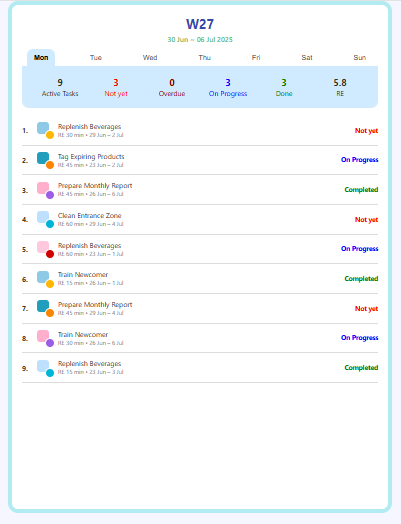 W27
30 Jun – 06 Jul 2025
Mon Tue Wed Thu Fri Sat Sun
9 3 0 3 3 5.8
Active Tasks Not yet Overdue On Progress Done RE
1. Replenish Beverages Not yet
RE 30 min • 29 Jun – 2 Jul
2. Tag Expiring Products On Progress
RE 45 min • 23 Jun – 2 Jul
3. Prepare Monthly Report Completed
RE 45 min • 26 Jun – 6 Jul
4. Clean Entrance Zone Not yet
RE 60 min • 29 Jun – 4 Jul
5. Replenish Beverages On Progress
RE 60 min • 23 Jun – 1 Jul
6. Train Newcomer Completed
RE 15 min • 26 Jun – 1 Jul
7. Prepare Monthly Report Not yet
RE 45 min • 29 Jun – 4 Jul
8. Train Newcomer On Progress
RE 30 min • 26 Jun – 6 Jul
9. Replenish Beverages Completed
RE 15 min • 23 Jun – 3 Jul